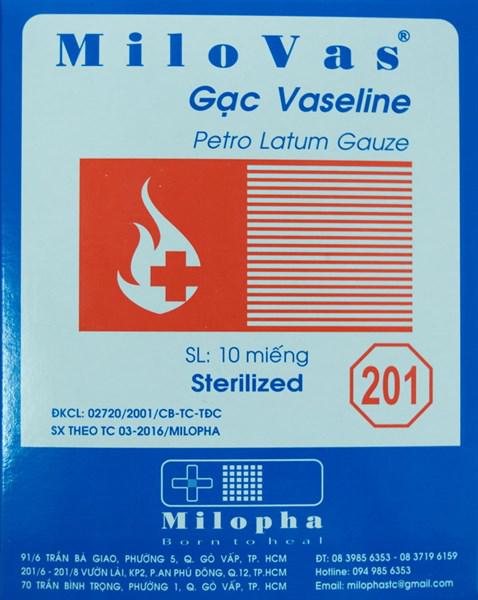 MiloVas®
Gạc Vaseline
Petro Latum Gauze
SL: 10 miếng
Sterilized
201
ĐKCL: 02720/2001/CB-TC-TĐC
SX THEO TC 03-2016/MILOPHA
Milopha
Born to heal
91/6 TRẦN BÁ GIAO, PHƯỜNG 5, Q. GÒ VẤP, TP. HCM
201/6 - 201/8 VƯỜN LÀI, KP2, P.AN PHÚ ĐÔNG, Q.12, TP.HCM
70 TRẦN BÌNH TRỌNG, PHƯỜNG 1, Q. GÒ VẤP, TP. HCM
ĐT: 08 3985 6353 - 08 3719 6159
Hotline: 094 985 6353
Email: milophastc@gmail.com